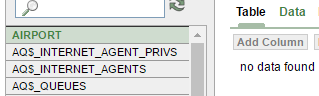 Table Data
Add Column
no data found
AIRPORT
AQ$_INTERNET_AGENT_PRIVS
AQ$_INTERNET_AGENTS
AQ$_QUEUES